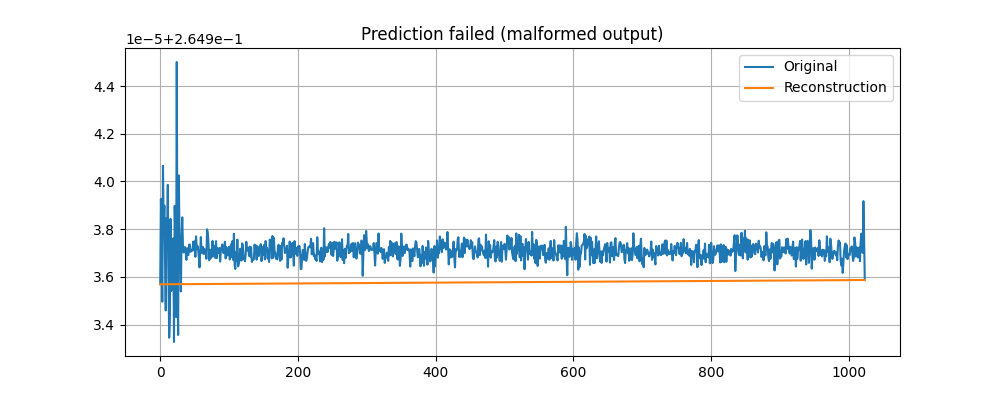 Prediction failed (malformed output)
1e-5+2.649e-1
Original
Reconstruction
4.4
4.2
4.0
3.8
3.6
3.4
0 200 400 600 800 1000